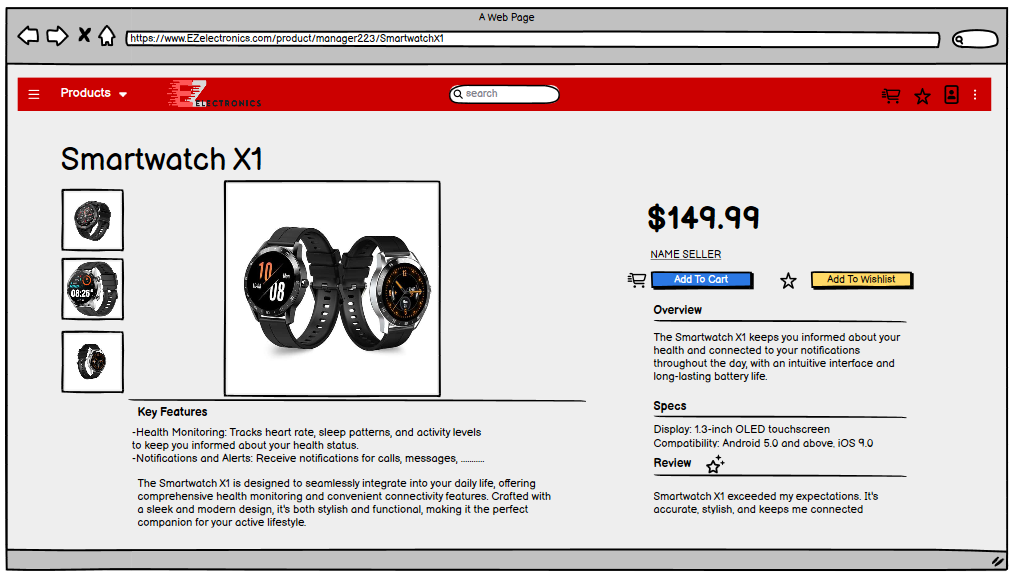 A Web Page
https://www.EZelectronics.com/product/manager223/SmartwatchX1
Products
EZ
ELECTRONICS
search
Smartwatch X1
10
08
08:25
$149.99
NAME SELLER
Add To Cart
Add To Wishlist
Overview
The Smartwatch X1 keeps you informed about your
health and connected to your notifications
throughout the day, with an intuitive interface and
long-lasting battery life.
Specs
Display: 1.3-inch OLED touchscreen
Compatibility: Android 5.0 and above, iOS 9.0
Review
Smartwatch X1 exceeded my expectations. It's
accurate, stylish, and keeps me connected
Key Features
-Health Monitoring: Tracks heart rate, sleep patterns, and activity levels
to keep you informed about your health status.
-Notifications and Alerts: Receive notifications for calls, messages, ...........
The Smartwatch X1 is designed to seamlessly integrate into your daily life, offering
comprehensive health monitoring and convenient connectivity features. Crafted with
a sleek and modern design, it's both stylish and functional, making it the perfect
companion for your active lifestyle.